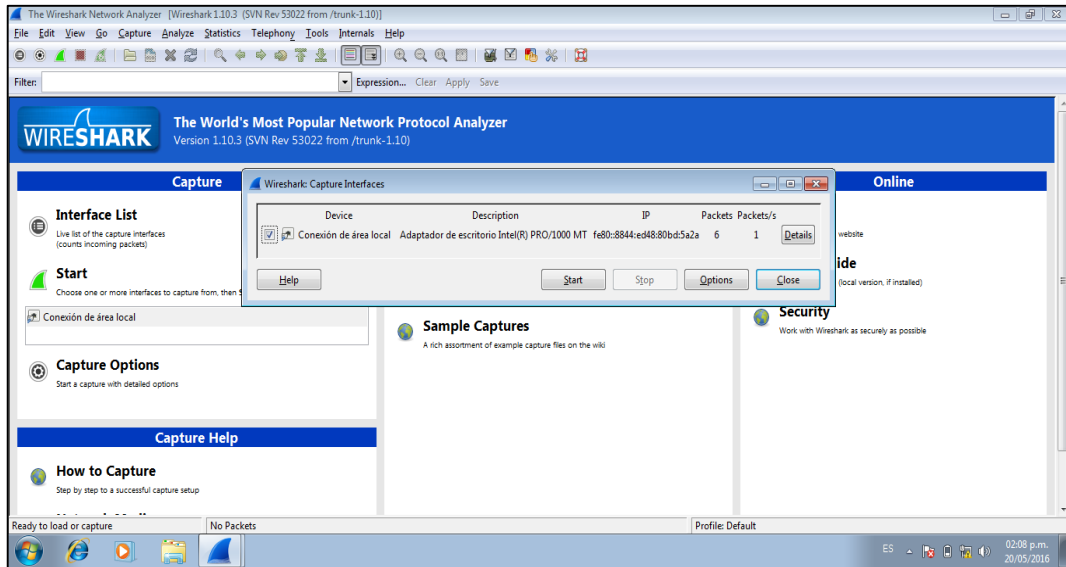 The Wireshark Network Analyzer [Wireshark 1.10.3 (SVN Rev 53022 from /trunk-1.10)]
File Edit View Go Capture Analyze Statistics Telephony Tools Internals Help
Filter: Expression... Clear Apply Save
WIRESHARK
The World's Most Popular Network Protocol Analyzer
Version 1.10.3 (SVN Rev 53022 from /trunk-1.10)
Capture
Interface List
Live list of the capture interfaces
(counts incoming packets)
Start
Choose one or more interfaces to capture from, then
Conexión de área local
Capture Options
Start a capture with detailed options
Capture Help
How to Capture
Step by step to a successful capture setup
Wireshark: Capture Interfaces
Device Description IP Packets Packets/s
Conexión de área local Adaptador de escritorio Intel(R) PRO/1000 MT fe80::8844:ed48:80bd:5a2a 6 1 Details
Help Start Stop Options Close
Sample Captures
A rich assortment of example capture files on the wiki
Online
website
ide
(local version, if installed)
Security
Work with Wireshark as securely as possible
Ready to load or capture No Packets Profile: Default
ES 02:08 p.m.
20/05/2016